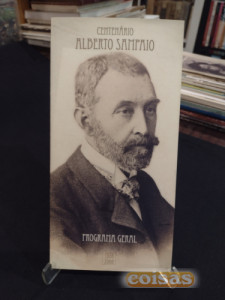 CENTENÁRIO
ALBERTO SAMPAIO
PROGRAMA GERAL
coisas